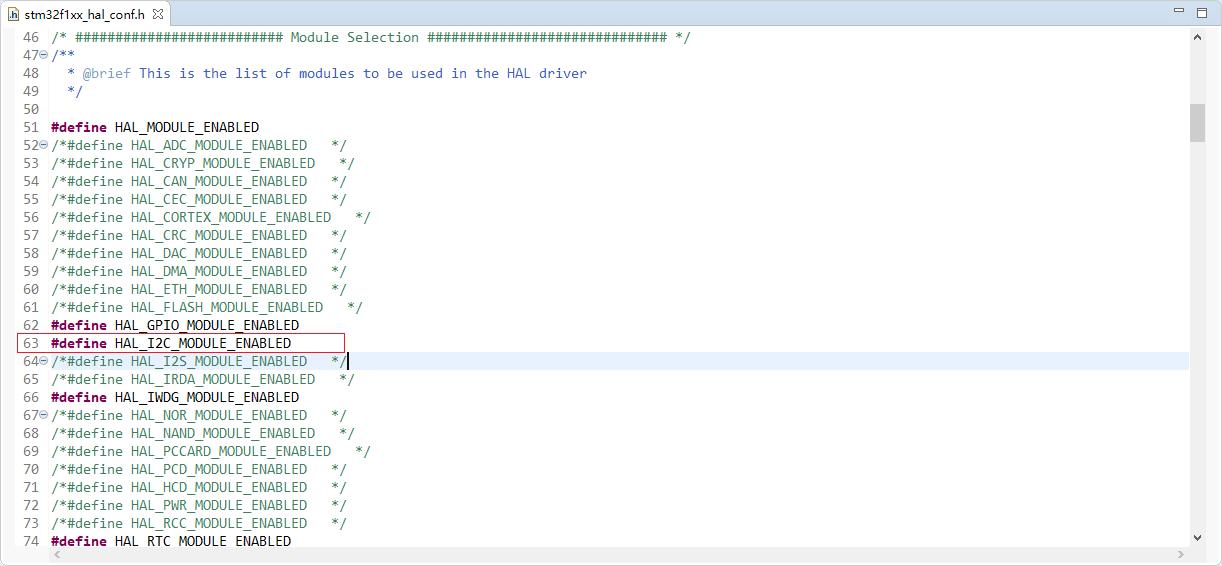 stm32f1xx_hal_conf.h
46 /* ########################## Module Selection ############################## */
47 /**
48   * @brief This is the list of modules to be used in the HAL driver
49   */
50
51 #define HAL_MODULE_ENABLED
52 /*#define HAL_ADC_MODULE_ENABLED   */
53 /*#define HAL_CRYP_MODULE_ENABLED   */
54 /*#define HAL_CAN_MODULE_ENABLED   */
55 /*#define HAL_CEC_MODULE_ENABLED   */
56 /*#define HAL_CORTEX_MODULE_ENABLED   */
57 /*#define HAL_CRC_MODULE_ENABLED   */
58 /*#define HAL_DAC_MODULE_ENABLED   */
59 /*#define HAL_DMA_MODULE_ENABLED   */
60 /*#define HAL_ETH_MODULE_ENABLED   */
61 /*#define HAL_FLASH_MODULE_ENABLED   */
62 #define HAL_GPIO_MODULE_ENABLED
63 #define HAL_I2C_MODULE_ENABLED
64 /*#define HAL_I2S_MODULE_ENABLED   */
65 /*#define HAL_IRDA_MODULE_ENABLED   */
66 #define HAL_IWDG_MODULE_ENABLED
67 /*#define HAL_NOR_MODULE_ENABLED   */
68 /*#define HAL_NAND_MODULE_ENABLED   */
69 /*#define HAL_PCCARD_MODULE_ENABLED   */
70 /*#define HAL_PCD_MODULE_ENABLED   */
71 /*#define HAL_HCD_MODULE_ENABLED   */
72 /*#define HAL_PWR_MODULE_ENABLED   */
73 /*#define HAL_RCC_MODULE_ENABLED   */
74 #define HAL_RTC_MODULE_ENABLED